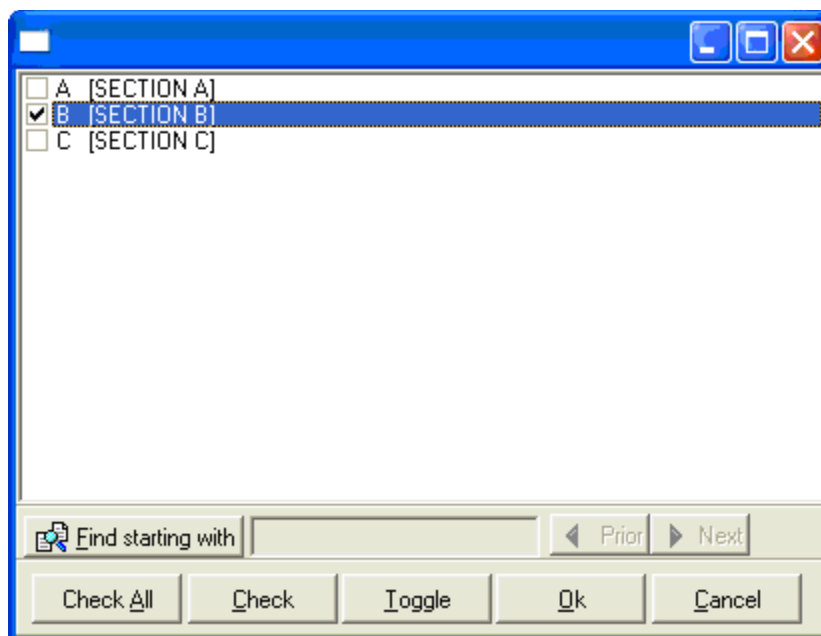 A [SECTION A]
B [SECTION B]
C [SECTION C]
Find starting with Prior Next
Check All Check Toggle Ok Cancel